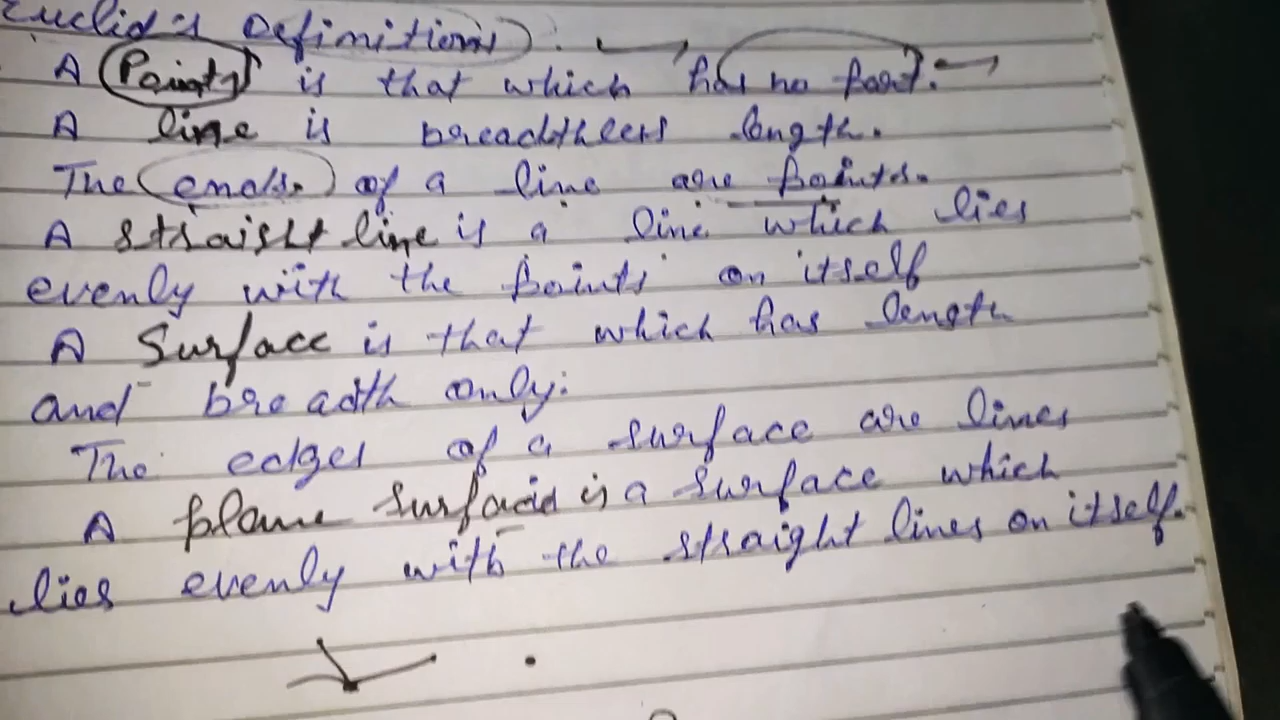 Euclid's Definitions) :
A Point is that which has no part.
A line is breadthless length.
The (ends.) of a line are points.
A straight line is a line which lies
evenly with the points on itself
A Surface is that which has length
and breadth only:
The edges of a surface are lines
A plane surface is a surface which
lies evenly with the straight lines on itself.